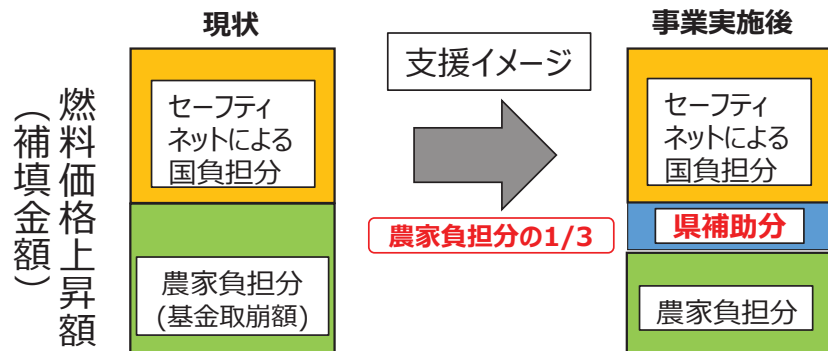 現状
事業実施後
支援イメージ
燃料価格上昇額
（補填金額）
セーフティ
ネットによる
国負担分
農家負担分
(基金取崩額)
農家負担分の1/3
セーフティ
ネットによる
国負担分
県補助分
農家負担分